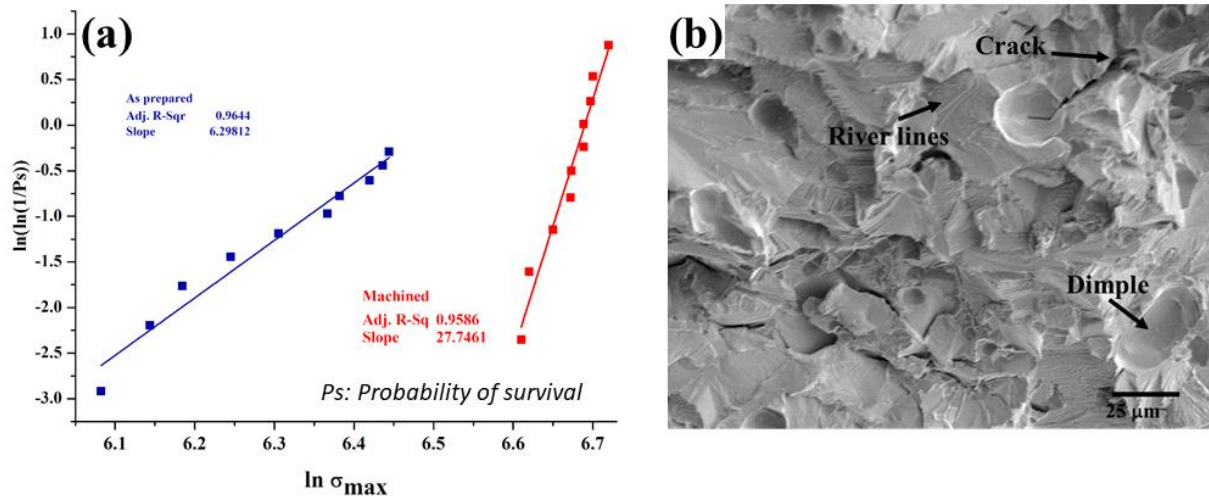 (a)
1.0
0.5
0.0
-0.5
-1.0
-1.5
-2.0
-2.5
-3.0
ln(ln(1/Ps))
As prepared
Adj. R-Sqr 0.9644
Slope 6.29812
Machined
Adj. R-Sq 0.9586
Slope 27.7461
Ps: Probability of survival
6.1 6.2 6.3 6.4 6.5 6.6 6.7
ln σmax
(b)
Crack
River lines
Dimple
25 µm